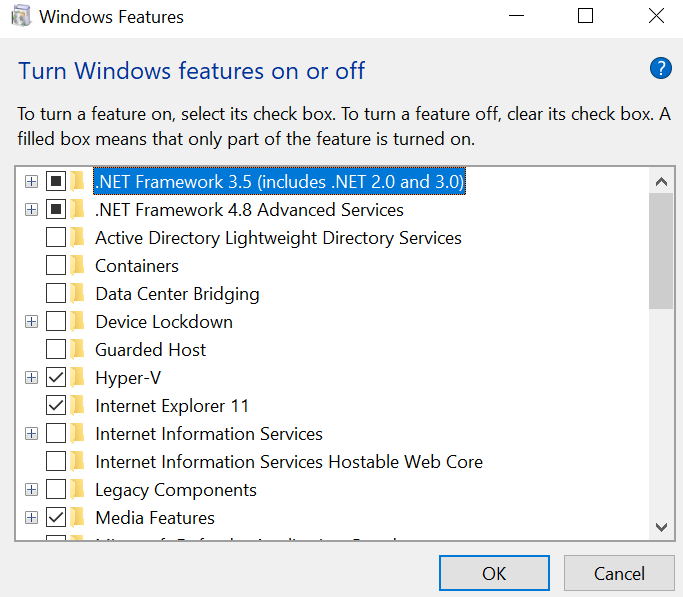 Windows Features
Turn Windows features on or off
?
To turn a feature on, select its check box. To turn a feature off, clear its check box. A
filled box means that only part of the feature is turned on.
.NET Framework 3.5 (includes .NET 2.0 and 3.0)
.NET Framework 4.8 Advanced Services
Active Directory Lightweight Directory Services
Containers
Data Center Bridging
Device Lockdown
Guarded Host
Hyper-V
Internet Explorer 11
Internet Information Services
Internet Information Services Hostable Web Core
Legacy Components
Media Features
OK
Cancel